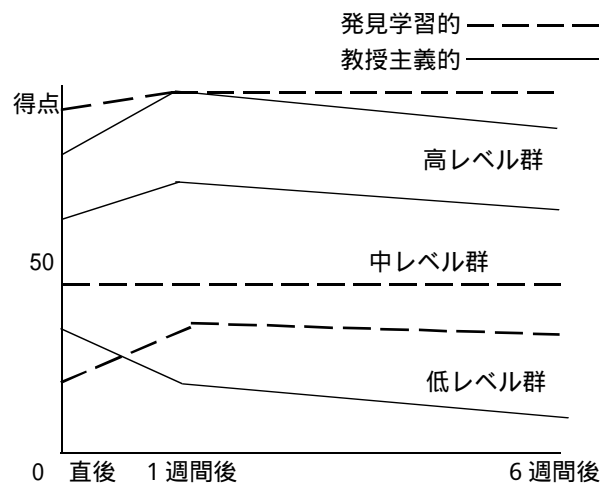 発見学習的
教授主義的
得点
高レベル群
50
中レベル群
低レベル群
0 直後 1週間後 6週間後